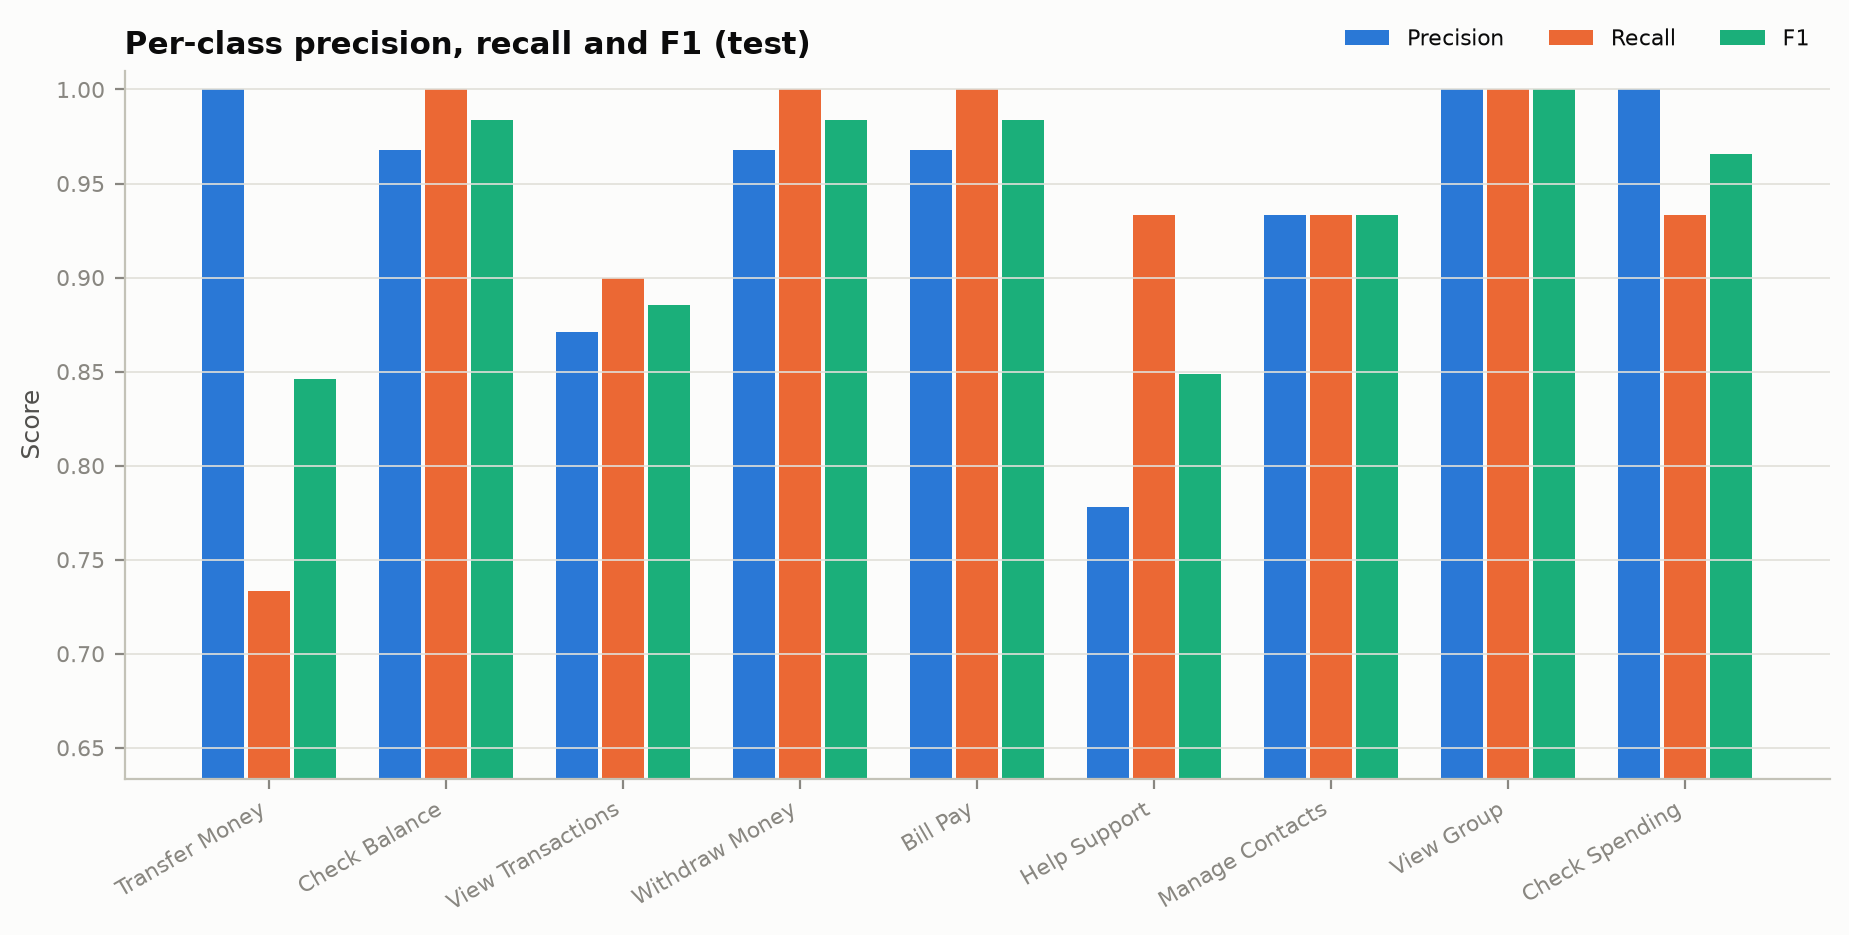 Per-class precision, recall and F1 (test)
Precision
Recall
F1
Score
1.00
0.95
0.90
0.85
0.80
0.75
0.70
0.65
Transfer Money
Check Balance
View Transactions
Withdraw Money
Bill Pay
Help Support
Manage Contacts
View Group
Check Spending